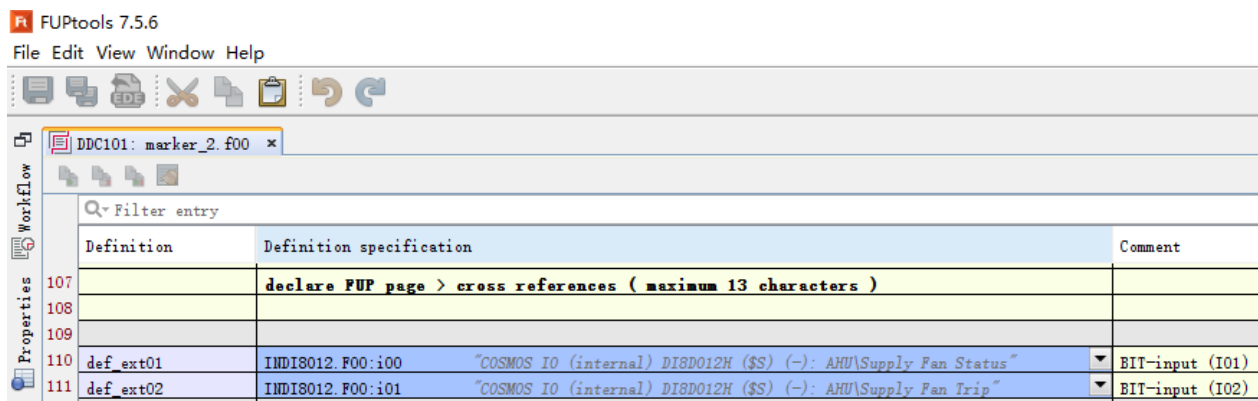 Ft FUPtools 7.5.6
File Edit View Window Help
EDE
DDC101: marker_2.f00 ×
Workflow
Properties
Filter entry
Definition Definition specification Comment
107 declare FUP page > cross references ( maximum 13 characters )
108
109
110 def_ext01 INDI8012.F00:i00 "COSMOS IO (internal) DI8DO12H ($S) (-): AHU\Supply Fan Status" BIT-input (I01)
111 def_ext02 INDI8012.F00:i01 "COSMOS IO (internal) DI8DO12H ($S) (-): AHU\Supply Fan Trip" BIT-input (I02)